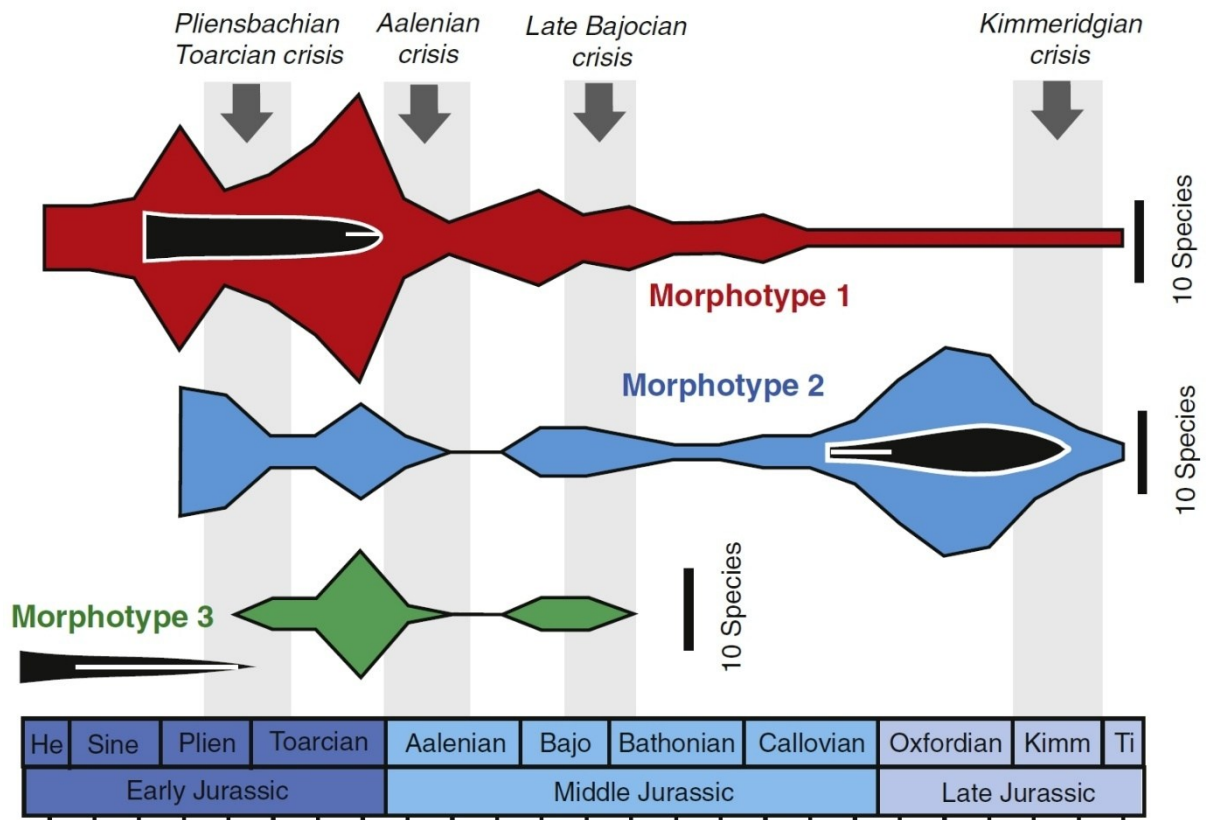 Pliensbachian
Toarcian crisis
Aalenian
crisis
Late Bajocian
crisis
Kimmeridgian
crisis
10 Species
Morphotype 1
Morphotype 2
10 Species
10 Species
Morphotype 3
He Sine Plien Toarcian Aalenian Bajo Bathonian Callovian Oxfordian Kimm Ti
Early Jurassic Middle Jurassic Late Jurassic